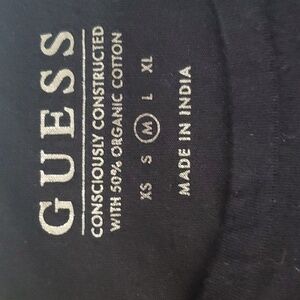 GUESS
CONSCIOUSLY CONSTRUCTED
WITH 50% ORGANIC COTTON
XS S M L XL
MADE IN INDIA